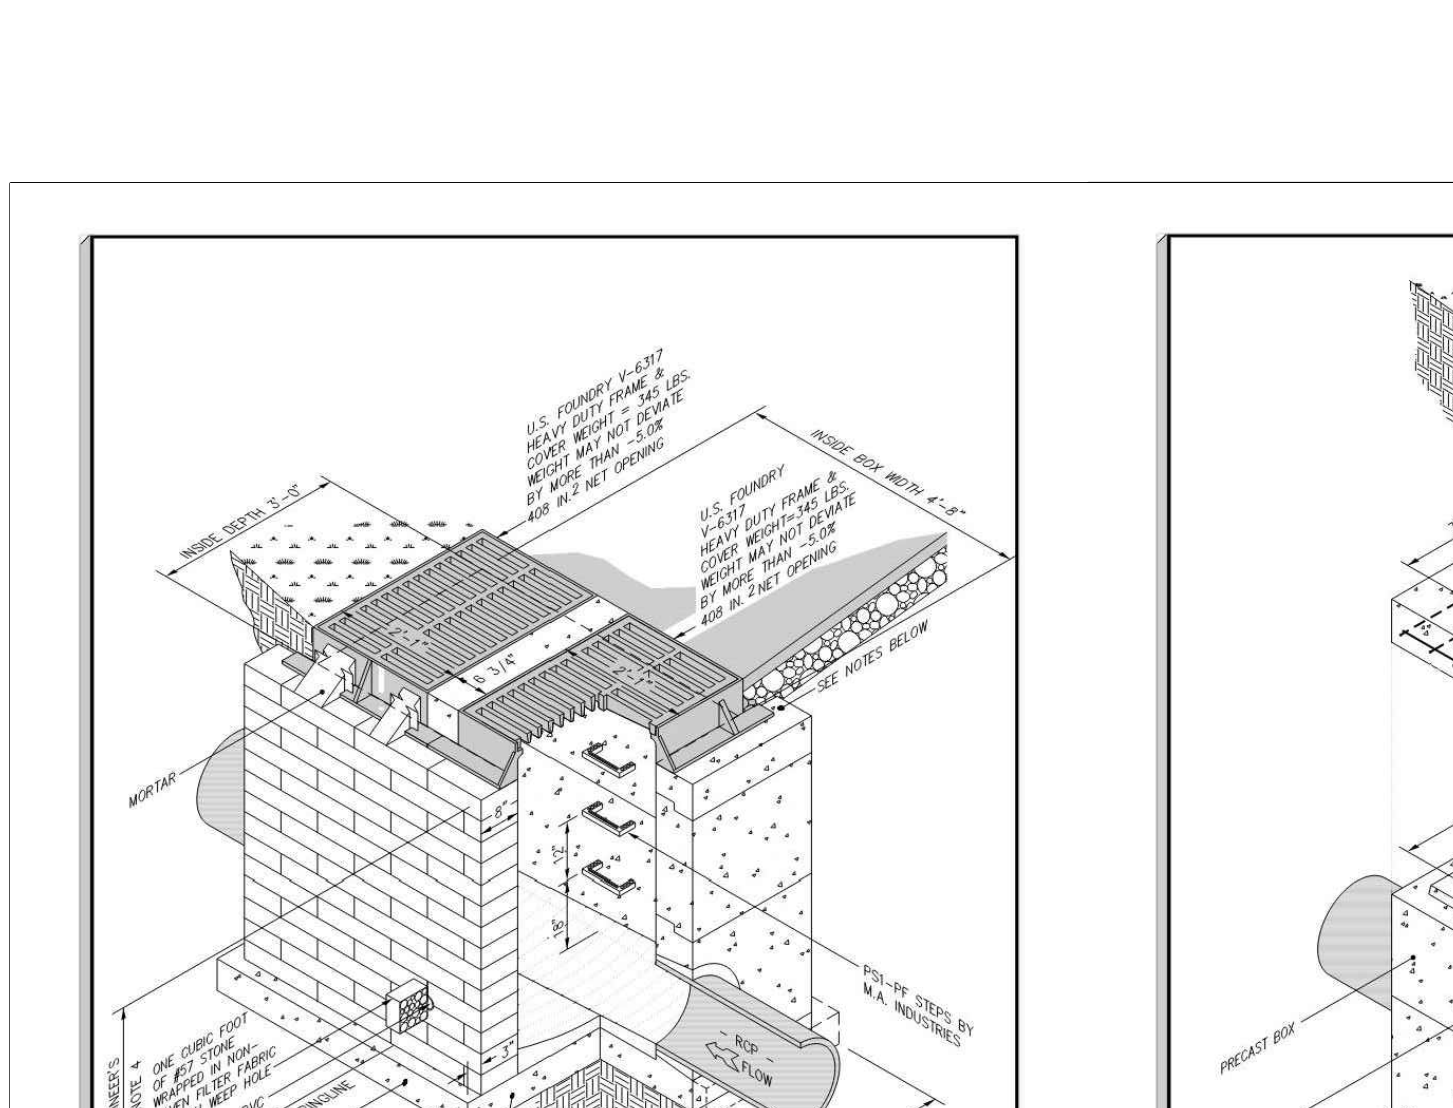 U.S. FOUNDRY V-6317
HEAVY DUTY FRAME &
COVER WEIGHT = 345 LBS.
WEIGHT MAY NOT DEVIATE
BY MORE THAN -5.0%
408 IN.2 NET OPENING
INSIDE BOX WIDTH 4'-8"
INSIDE DEPTH 3'-0"
U.S. FOUNDRY
V-6317
HEAVY DUTY FRAME &
COVER WEIGHT=345 LBS.
WEIGHT MAY NOT DEVIATE
BY MORE THAN -5.0%
408 IN. 2 NET OPENING
2'-1"
6 3/4"
2'-1"
SEE NOTES BELOW
MORTAR
8"
12"
18"
PS1-PF STEPS BY
M.A. INDUSTRIES
RCP
FLOW
3"
NEER'S
NOTE 4
ONE CUBIC FOOT
OF #57 STONE
WRAPPED IN NON-
VEN FILTER FABRIC
WEEP HOLE
VC
RINGLINE
PRECAST BOX